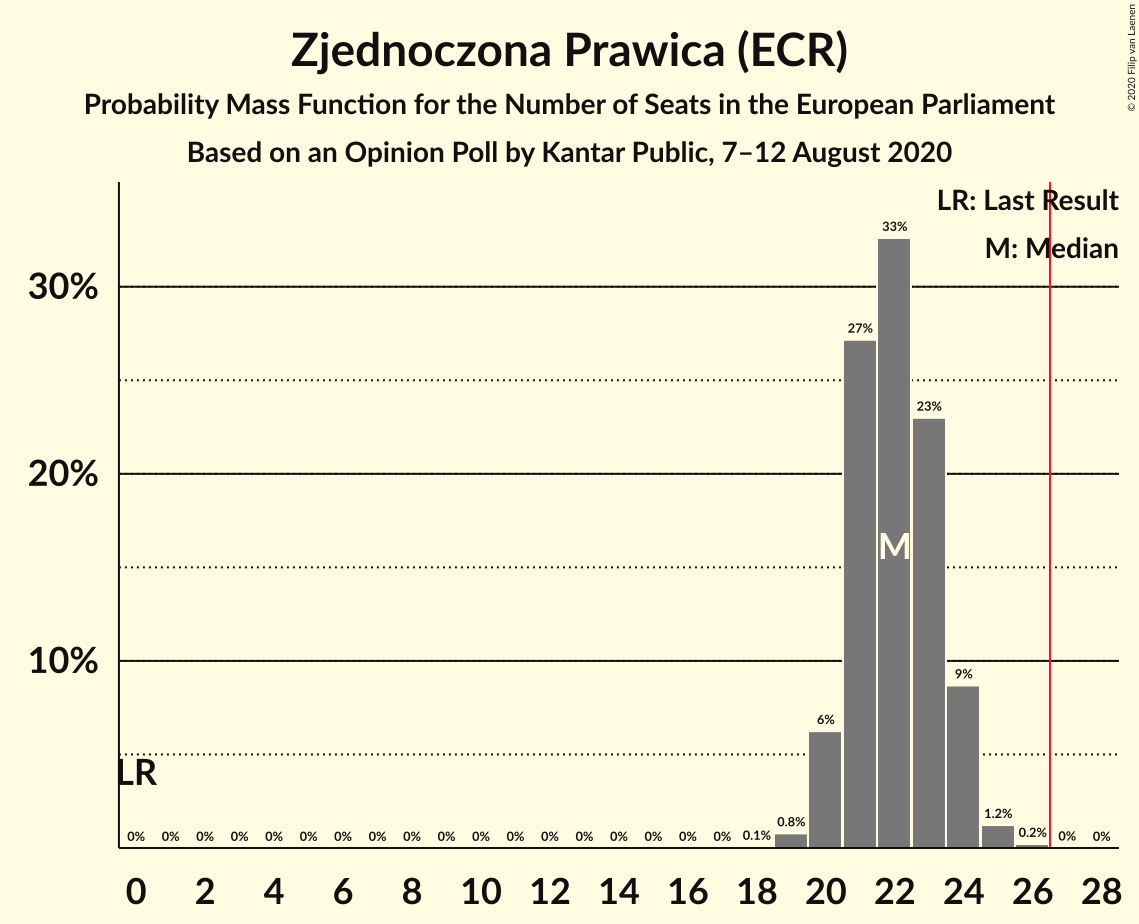 Zjednoczona Prawica (ECR)
Probability Mass Function for the Number of Seats in the European Parliament
Based on an Opinion Poll by Kantar Public, 7–12 August 2020
© 2020 Filip van Laenen
LR: Last Result
M: Median
30%
20%
10%
33%
27%
23%
M
9%
6%
LR
0% 0% 0% 0% 0% 0% 0% 0% 0% 0% 0% 0% 0% 0% 0% 0% 0% 0% 0.1% 0.8% 1.2% 0.2% 0% 0%
0 2 4 6 8 10 12 14 16 18 20 22 24 26 28